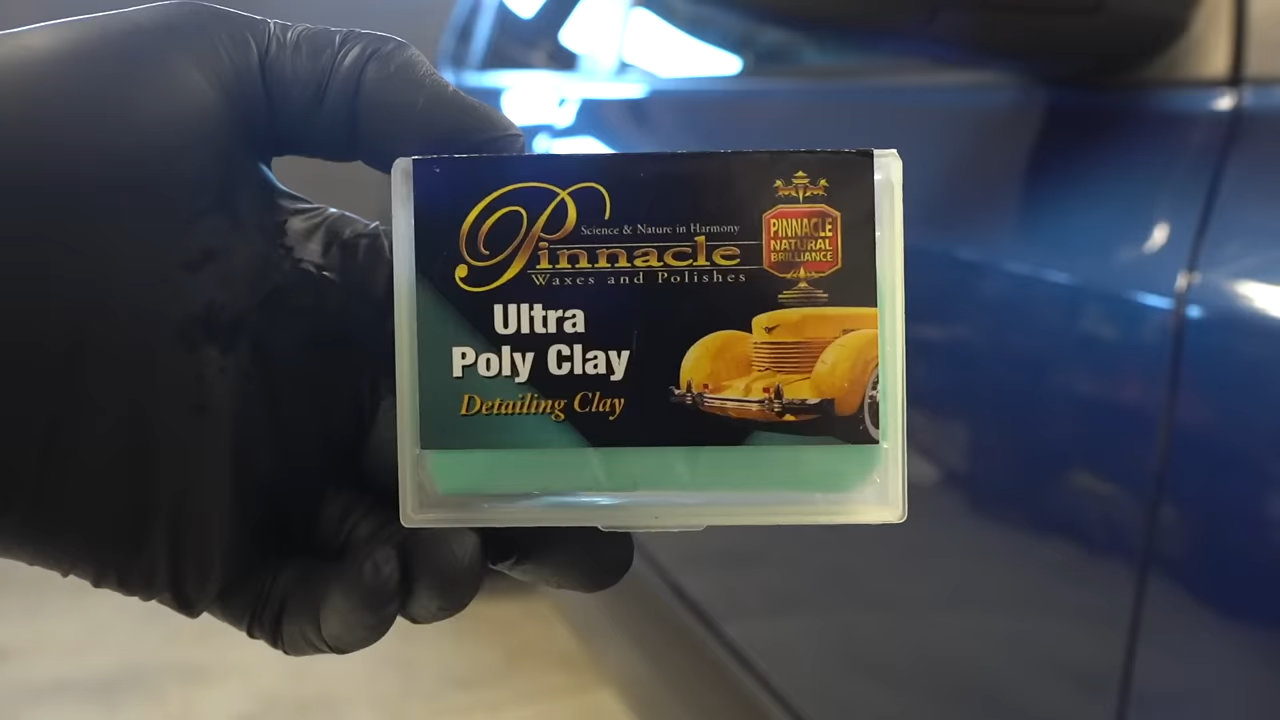 Science & Nature in Harmony
Pinnacle
Waxes and Polishes
PINNACLE
NATURAL
BRILLIANCE
Ultra
Poly Clay
Detailing Clay